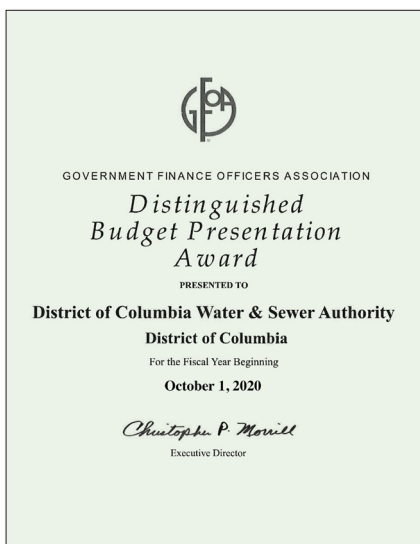 GFOA
GOVERNMENT FINANCE OFFICERS ASSOCIATION
Distinguished
Budget Presentation
Award
PRESENTED TO
District of Columbia Water & Sewer Authority
District of Columbia
For the Fiscal Year Beginning
October 1, 2020
Christopher P. Morrill
Executive Director